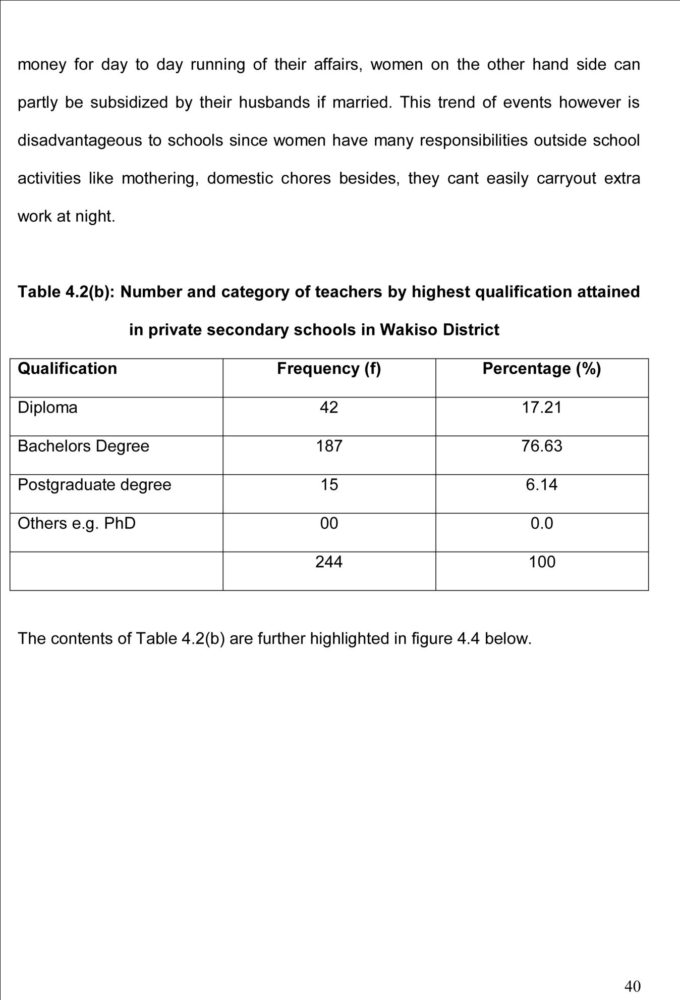 money for day to day running of their affairs, women on the other hand side can
partly be subsidized by their husbands if married. This trend of events however is
disadvantageous to schools since women have many responsibilities outside school
activities like mothering, domestic chores besides, they cant easily carryout extra
work at night.
Table 4.2(b): Number and category of teachers by highest qualification attained
in private secondary schools in Wakiso District
Qualification Frequency (f) Percentage (%)
Diploma 42 17.21
Bachelors Degree 187 76.63
Postgraduate degree 15 6.14
Others e.g. PhD 00 0.0
244 100
The contents of Table 4.2(b) are further highlighted in figure 4.4 below.
40